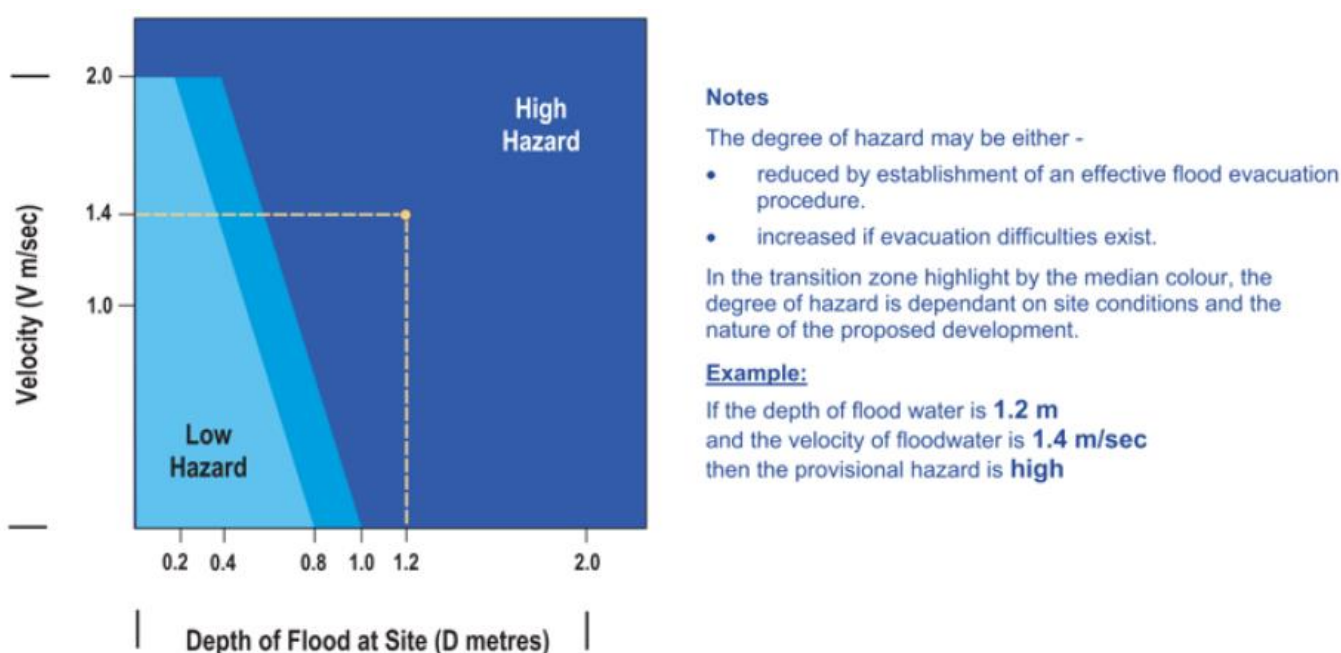 2.0
1.4
1.0
Velocity (V m/sec)
High
Hazard
Low
Hazard
0.2 0.4 0.8 1.0 1.2 2.0
Depth of Flood at Site (D metres)
Notes
The degree of hazard may be either -
• reduced by establishment of an effective flood evacuation
procedure.
• increased if evacuation difficulties exist.
In the transition zone highlight by the median colour, the
degree of hazard is dependant on site conditions and the
nature of the proposed development.
Example:
If the depth of flood water is 1.2 m
and the velocity of floodwater is 1.4 m/sec
then the provisional hazard is high